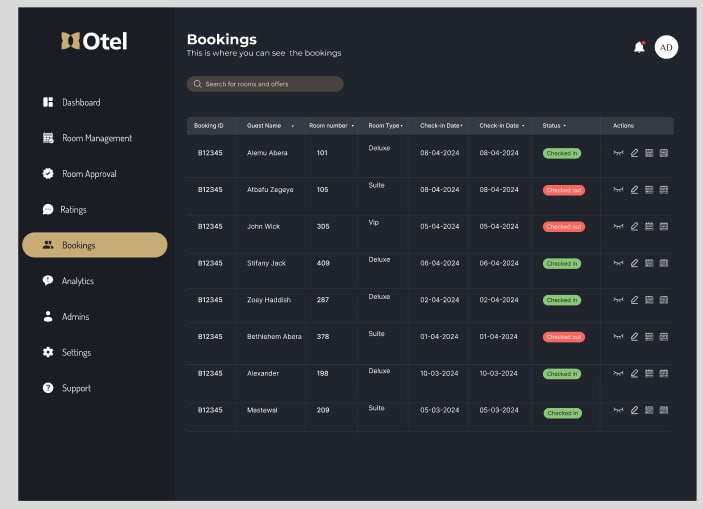 Otel
Bookings
This is where you can see the bookings
AD
Search for rooms and offers
Dashboard
Room Management
Room Approval
Ratings
Bookings
Analytics
Admins
Settings
Support
Booking ID Guest Name Room number Room Type Check-in Date Check-in Date Status Actions
B12345 Alemu Abera 101 Deluxe 08-04-2024 08-04-2024 Checked in
B12345 Atbafu Zegeye 105 Suite 08-04-2024 08-04-2024 Checked out
B12345 John Wick 305 Vip 05-04-2024 05-04-2024 Checked out
B12345 Stifany Jack 409 Deluxe 06-04-2024 06-04-2024 Checked in
B12345 Zoey Haddish 287 Deluxe 02-04-2024 02-04-2024 Checked in
B12345 Bethlehem Abera 378 Suite 01-04-2024 01-04-2024 Checked out
B12345 Alexander 198 Deluxe 10-03-2024 10-03-2024 Checked in
B12345 Mastewal 209 Suite 05-03-2024 05-03-2024 Checked in